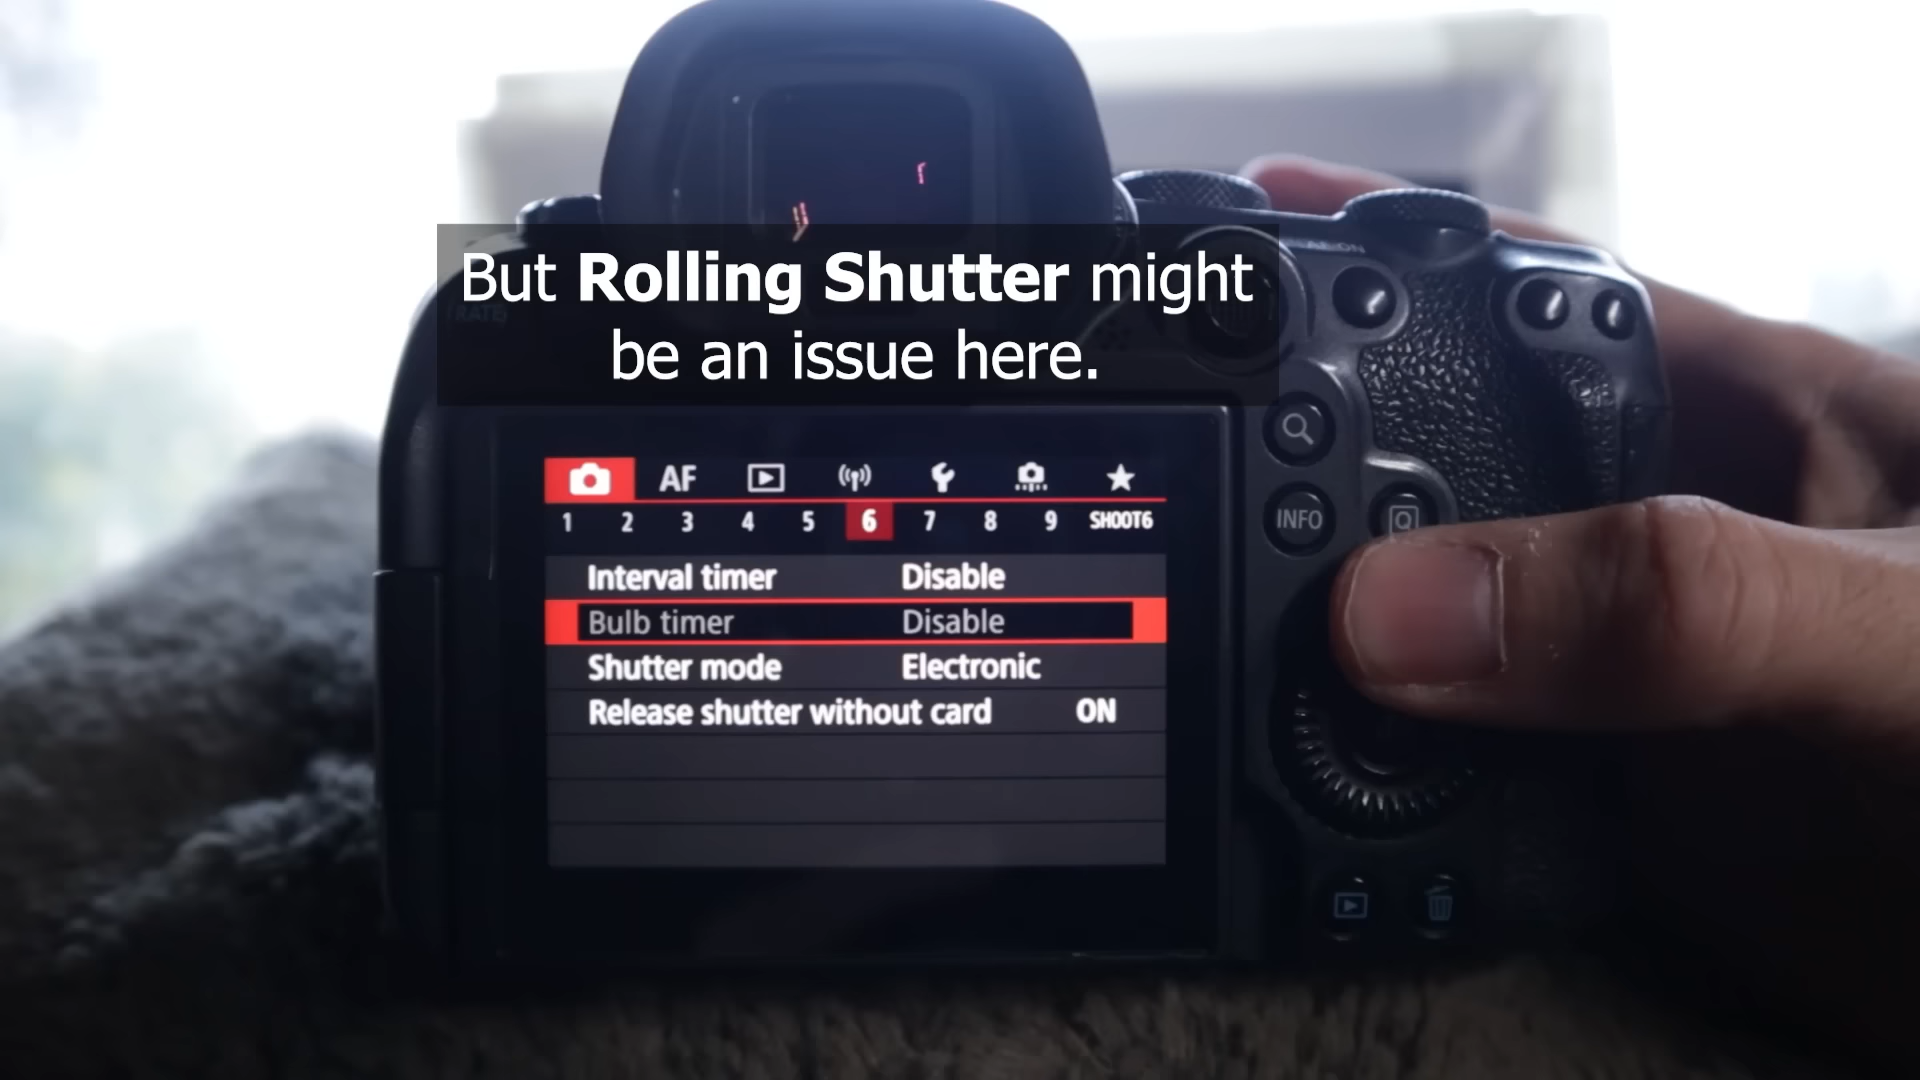 But Rolling Shutter might
be an issue here.
AF
1 2 3 4 5 6 7 8 9 SHOOT6
Interval timer Disable
Bulb timer Disable
Shutter mode Electronic
Release shutter without card ON
INFO
Q